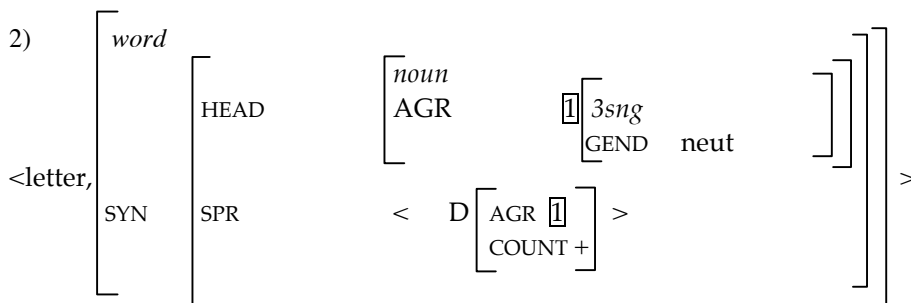 2) word
noun
HEAD AGR 1 3sng
GEND neut
<letter,
SYN SPR < D AGR 1 > >
COUNT +